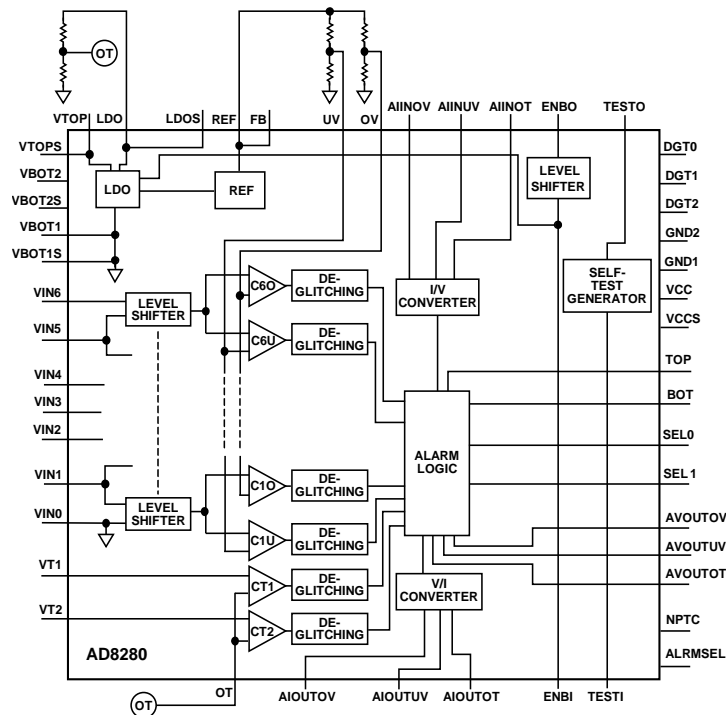 OT
VTOP LDO LDOS REF FB UV OV AIINOV AIINUV AIINOT ENBO TESTO
VTOPS
VBOT2
VBOT2S
VBOT1
VBOT1S
VIN6
VIN5
VIN4
VIN3
VIN2
VIN1
VIN0
VT1
VT2
LDO
REF
LEVEL
SHIFTER
LEVEL
SHIFTER
C6O
DE-
GLITCHING
C6U
DE-
GLITCHING
LEVEL
SHIFTER
C1O
DE-
GLITCHING
C1U
DE-
GLITCHING
CT1
DE-
GLITCHING
CT2
DE-
GLITCHING
I/V
CONVERTER
ALARM
LOGIC
V/I
CONVERTER
SELF-
TEST
GENERATOR
DGT0
DGT1
DGT2
GND2
GND1
VCC
VCCS
TOP
BOT
SEL0
SEL1
AVOUTOV
AVOUTUV
AVOUTOT
NPTC
ALRMSEL
AD8280
OT
OT
AIOUTOV AIOUTUV AIOUTOT ENBI TESTI